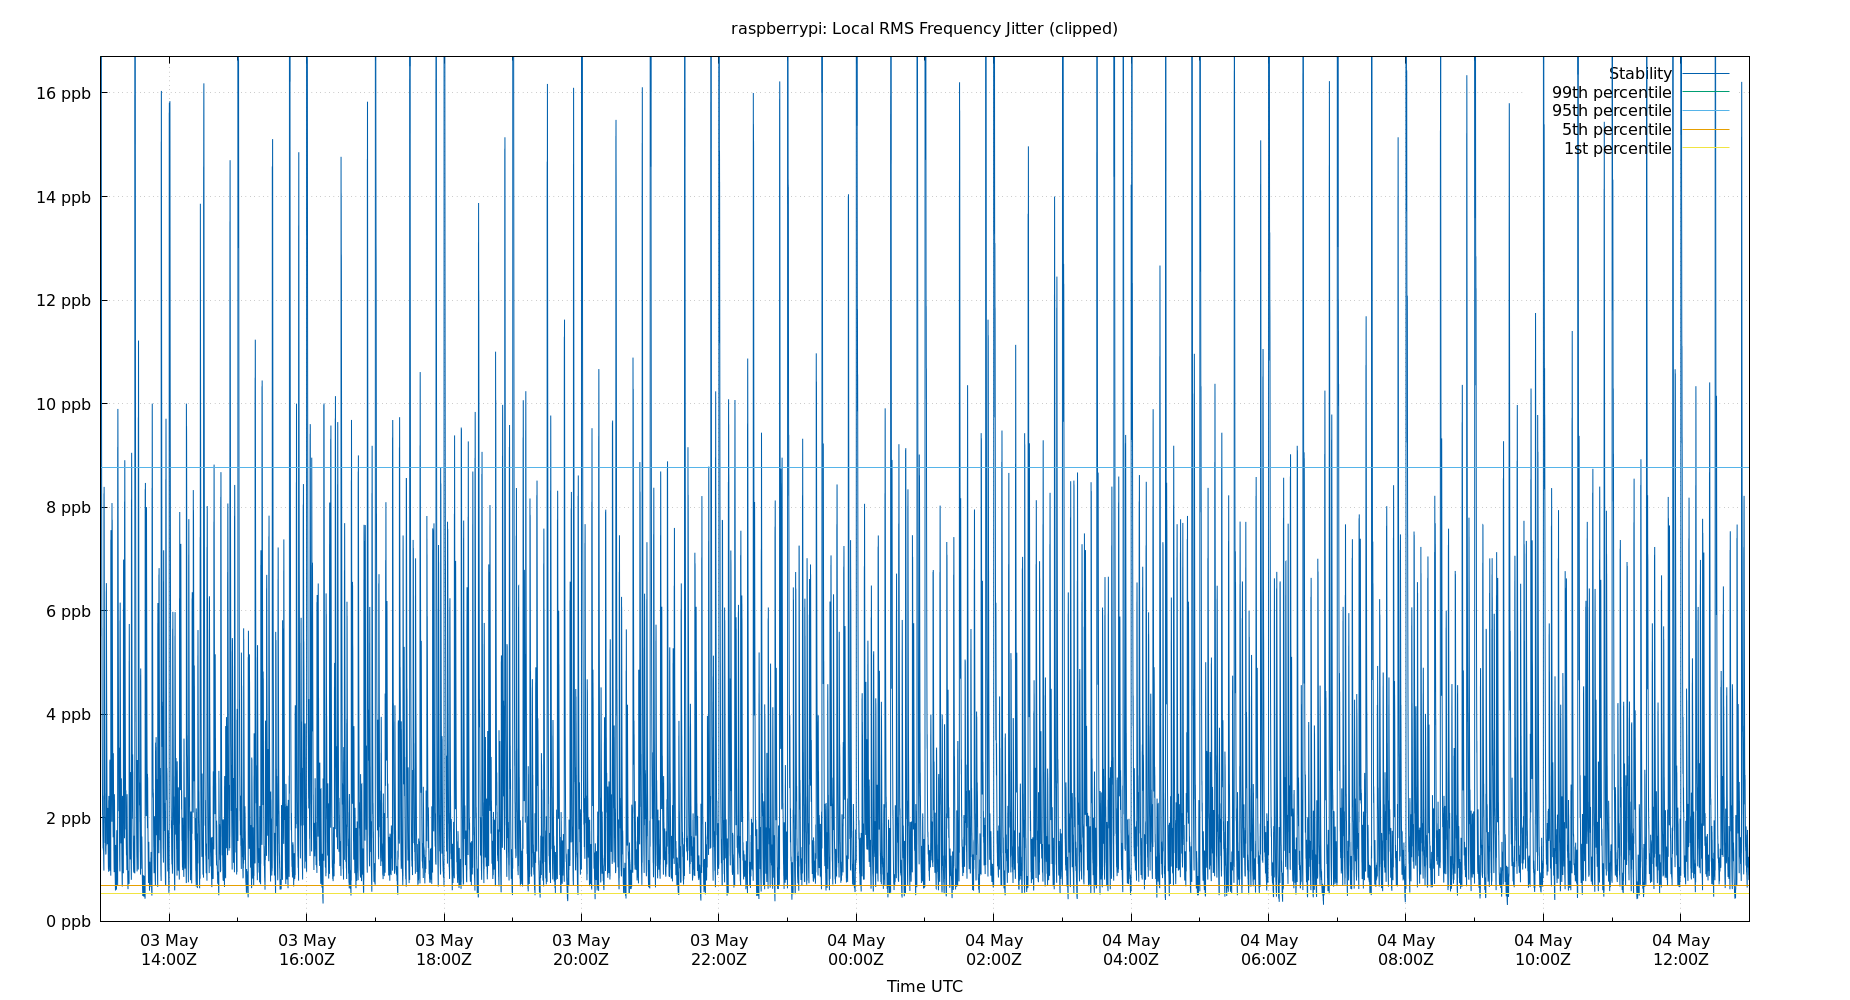 raspberrypi: Local RMS Frequency Jitter (clipped)
16 ppb
14 ppb
12 ppb
10 ppb
8 ppb
6 ppb
4 ppb
2 ppb
0 ppb
Stability
99th percentile
95th percentile
5th percentile
1st percentile
03 May 03 May 03 May 03 May 03 May 04 May 04 May 04 May 04 May 04 May 04 May 04 May
14:00Z 16:00Z 18:00Z 20:00Z 22:00Z 00:00Z 02:00Z 04:00Z 06:00Z 08:00Z 10:00Z 12:00Z
Time UTC